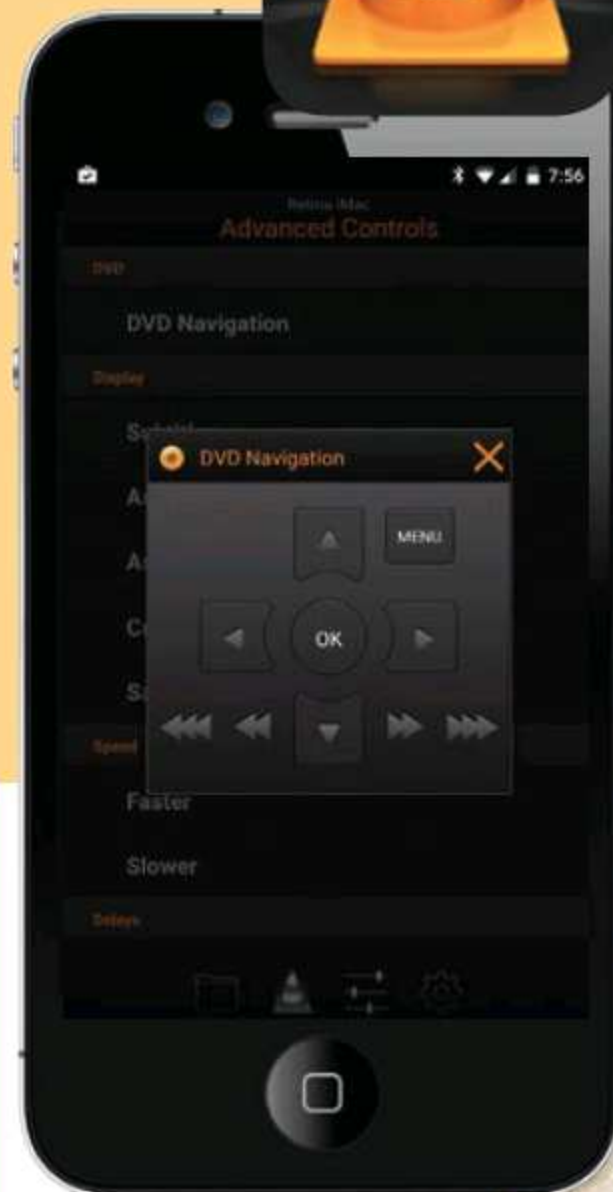 7:56
Retina iMac
Advanced Controls
DVD
DVD Navigation
Display
DVD Navigation
MENU
OK
Speed
Faster
Slower
Delays